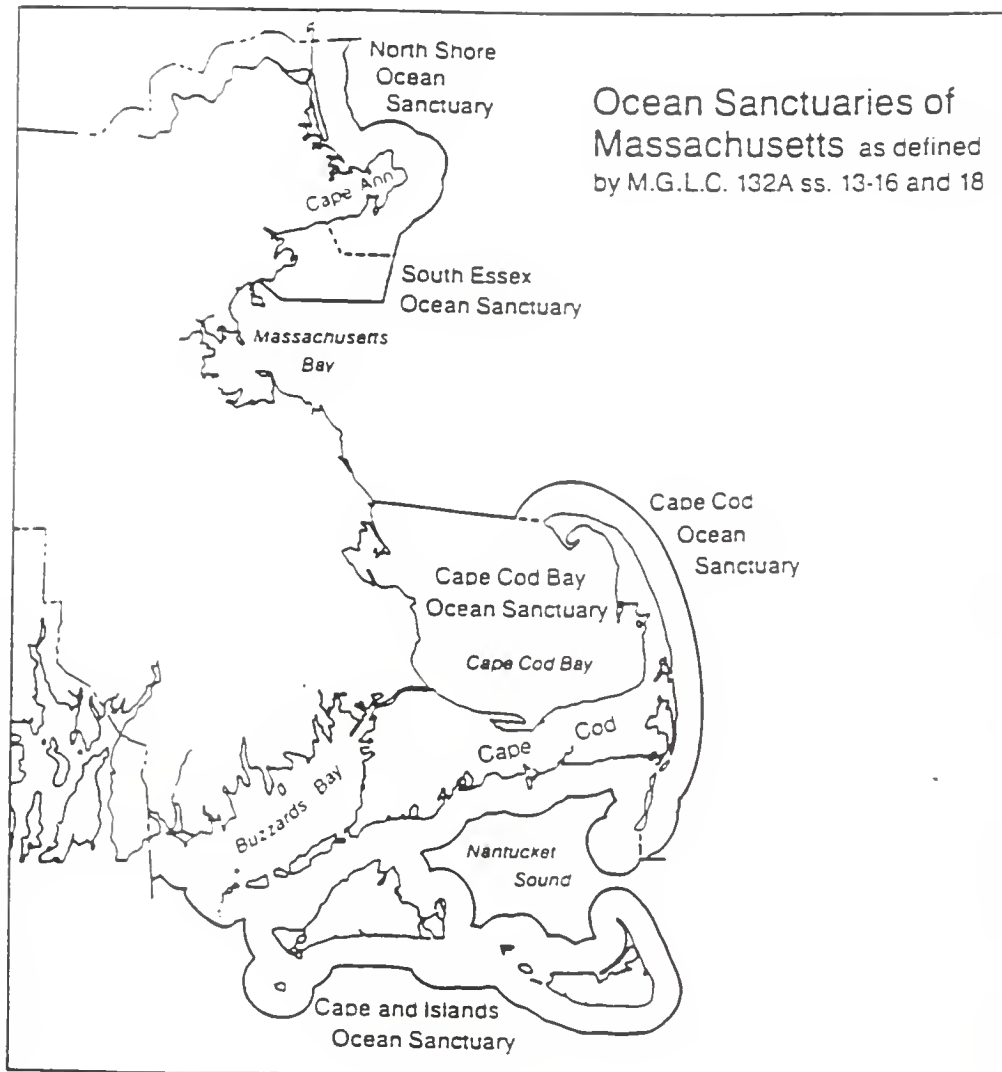 North Shore
Ocean
Sanctuary
Ocean Sanctuaries of
Massachusetts as defined
by M.G.L.C. 132A ss. 13-16 and 18
Cape Ann
South Essex
Ocean Sanctuary
Massachusetts
Bay
Cape Cod
Ocean
Sanctuary
Cape Cod Bay
Ocean Sanctuary
Cape Cod Bay
Cape Cod
Buzzards Bay
Nantucket
Sound
Cape and Islands
Ocean Sanctuary